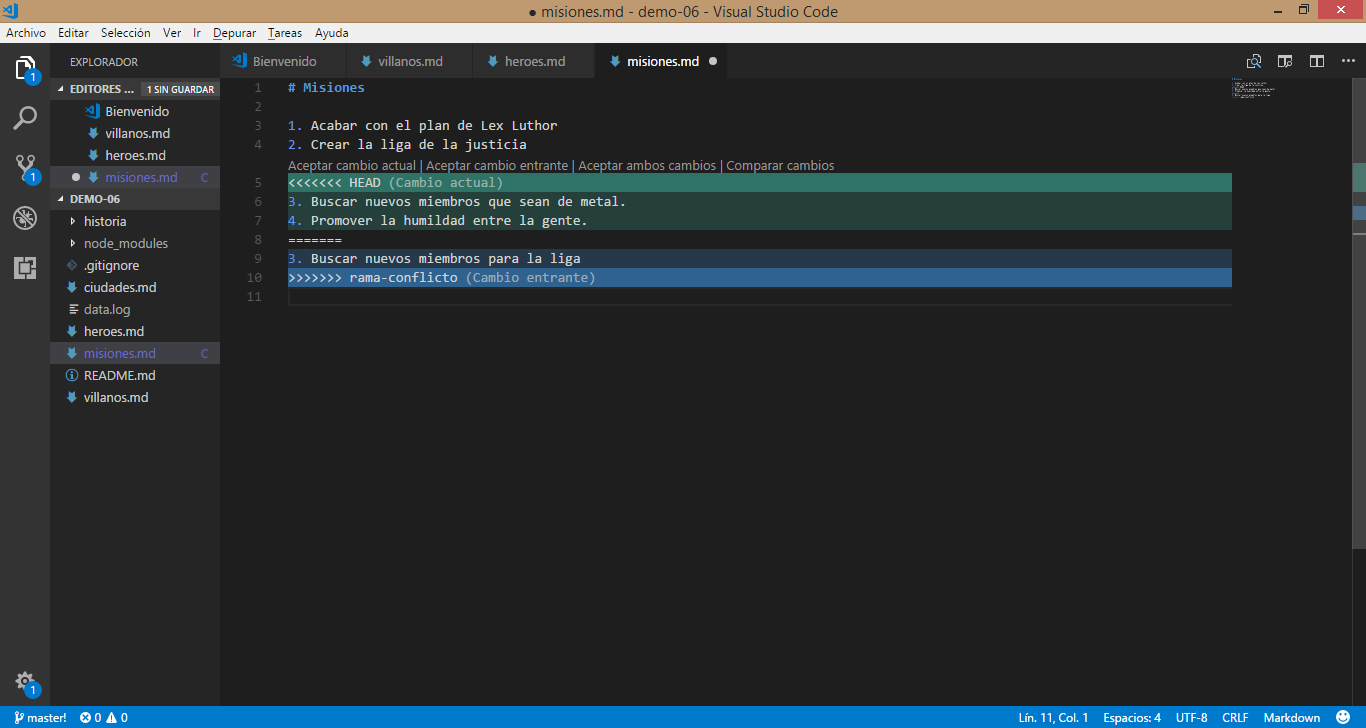 ● misiones.md - demo-06 - Visual Studio Code
Archivo Editar Selección Ver Ir Depurar Tareas Ayuda
EXPLORADOR
Bienvenido villanos.md heroes.md misiones.md
1
EDITORES ... 1 SIN GUARDAR
Bienvenido
villanos.md
heroes.md
misiones.md C
1
DEMO-06
historia
node_modules
.gitignore
ciudades.md
data.log
heroes.md
misiones.md C
README.md
villanos.md
1 # Misiones
2
3 1. Acabar con el plan de Lex Luthor
4 2. Crear la liga de la justicia
Aceptar cambio actual | Aceptar cambio entrante | Aceptar ambos cambios | Comparar cambios
5 <<<<<<< HEAD (Cambio actual)
6 3. Buscar nuevos miembros que sean de metal.
7 4. Promover la humildad entre la gente.
8 =======
9 3. Buscar nuevos miembros para la liga
10 >>>>>>> rama-conflicto (Cambio entrante)
11
1
master! 0 0 Lín. 11, Col. 1 Espacios: 4 UTF-8 CRLF Markdown